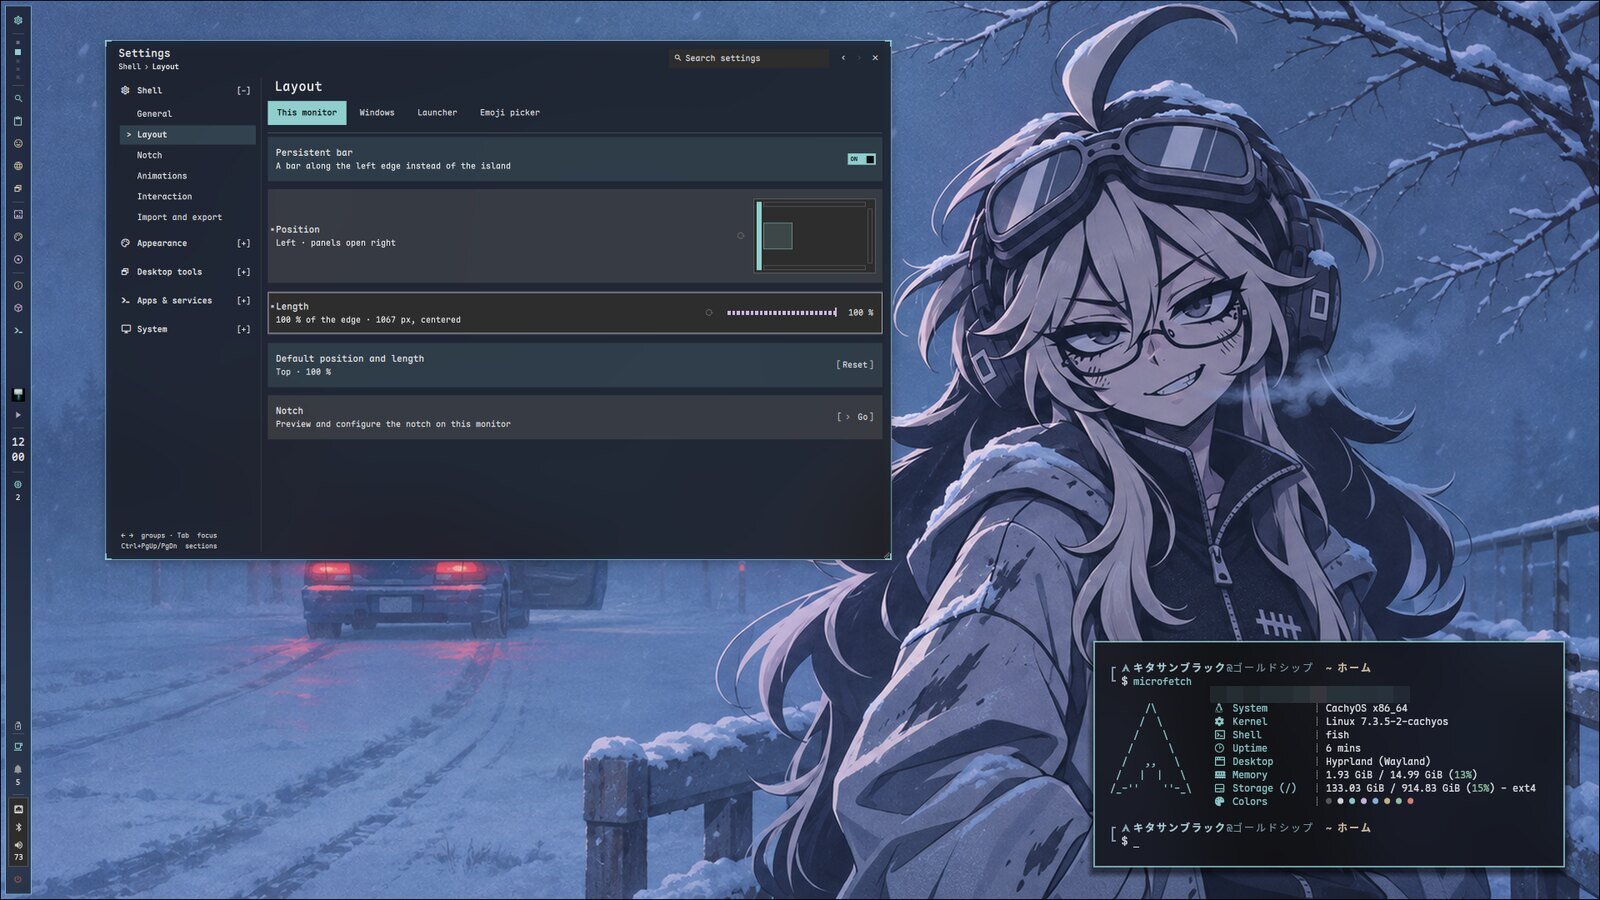 12
00
2
5
73
Settings
Shell › Layout
Search settings
Shell [−]
General
> Layout
Notch
Animations
Interaction
Import and export
Appearance [+]
Desktop tools [+]
Apps & services [+]
System [+]
←→ groups · Tab focus
Ctrl+PgUp/PgDn sections
Layout
This monitor Windows Launcher Emoji picker
Persistent bar
A bar along the left edge instead of the island
ON
Position
Left · panels open right
Length
100 % of the edge · 1067 px, centered
100 %
Default position and length
Top · 100 %
[Reset]
Notch
Preview and configure the notch on this monitor
[ › Go]
キタサンブラック@ゴールドシップ ~ ホーム
$ microfetch
System | CachyOS x86_64
Kernel | Linux 7.3.5-2-cachyos
Shell | fish
Uptime | 6 mins
Desktop | Hyprland (Wayland)
Memory | 1.93 GiB / 14.99 GiB (13%)
Storage (/) | 133.03 GiB / 914.83 GiB (15%) - ext4
Colors |
キタサンブラック@ゴールドシップ ~ ホーム
$ _